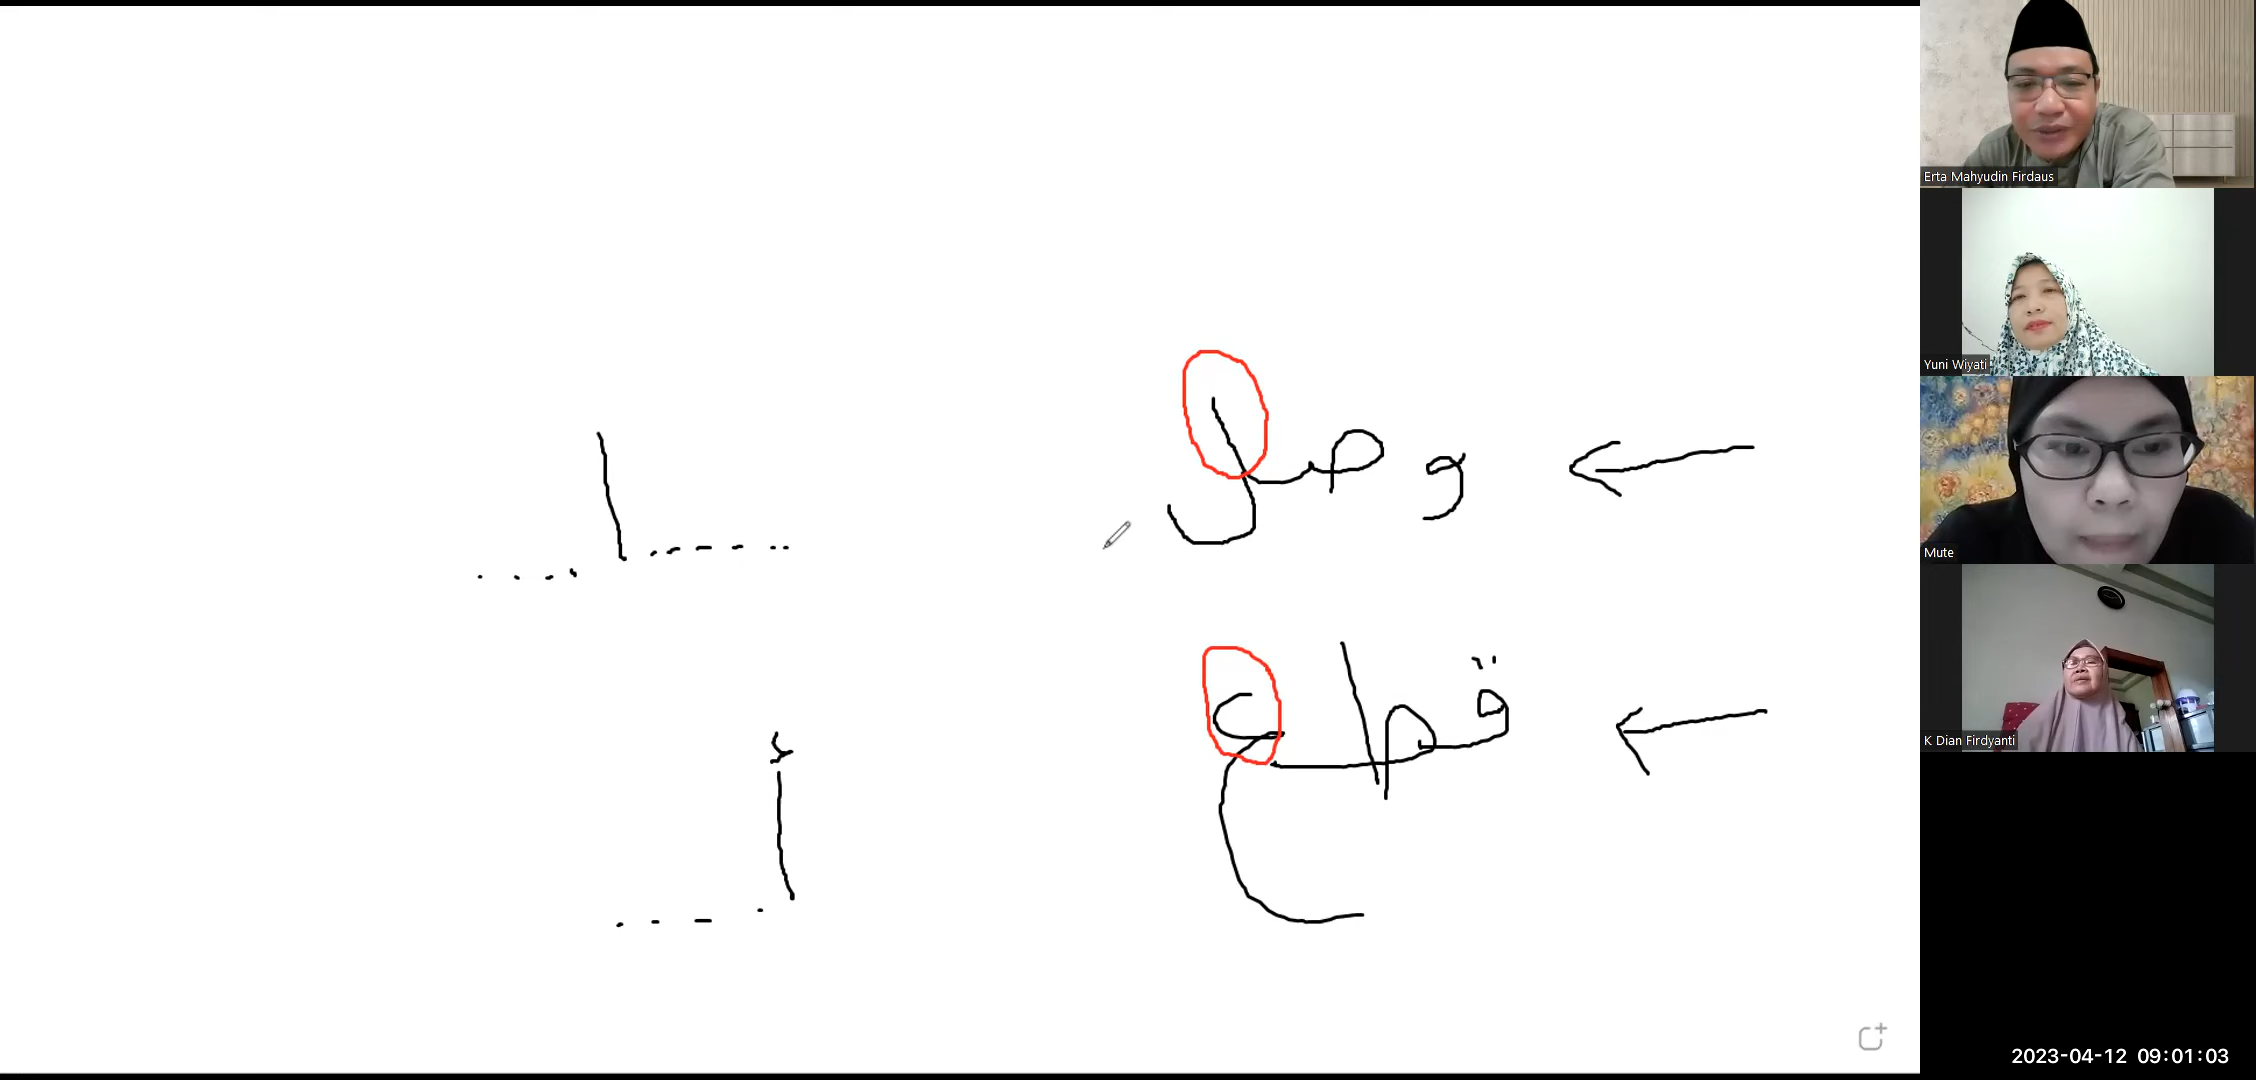 وصل
ا
قطع
أ
Erta Mahyudin Firdaus
Yuni Wiyati
Mute
K Dian Firdyanti
2023-04-12 09:01:03